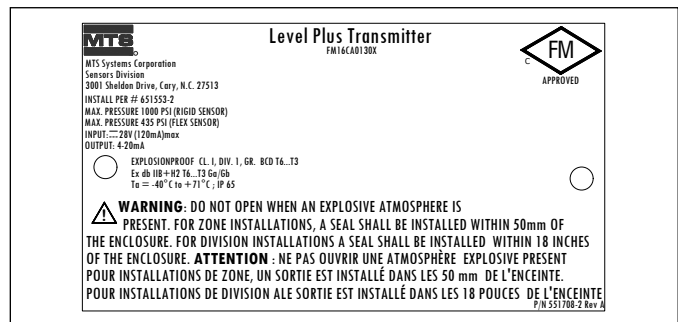 MTS
Level Plus Transmitter
FM16CA0130X
C
FM
APPROVED
MTS Systems Corporation
Sensors Division
3001 Sheldon Drive, Cary, N.C. 27513
INSTALL PER # 651553-2
MAX. PRESSURE 1000 PSI (RIGID SENSOR)
MAX. PRESSURE 435 PSI (FLEX SENSOR)
INPUT: ⎓ 28V (120mA)max
OUTPUT: 4-20mA
EXPLOSIONPROOF CL. I, DIV. 1, GR. BCD T6...T3
Ex db IIB+H2 T6...T3 Ga/Gb
Ta = -40°C to +71°C ; IP 65
WARNING: DO NOT OPEN WHEN AN EXPLOSIVE ATMOSPHERE IS
PRESENT. FOR ZONE INSTALLATIONS, A SEAL SHALL BE INSTALLED WITHIN 50mm OF
THE ENCLOSURE. FOR DIVISION INSTALLATIONS A SEAL SHALL BE INSTALLED WITHIN 18 INCHES
OF THE ENCLOSURE. ATTENTION : NE PAS OUVRIR UNE ATMOSPHÈRE EXPLOSIVE PRESENT
POUR INSTALLATIONS DE ZONE, UN SORTIE EST INSTALLÉ DANS LES 50 mm DE L'ENCEINTE.
POUR INSTALLATIONS DE DIVISION ALE SORTIE EST INSTALLÉ DANS LES 18 POUCES DE L'ENCEINTE
P/N 551708-2 Rev A